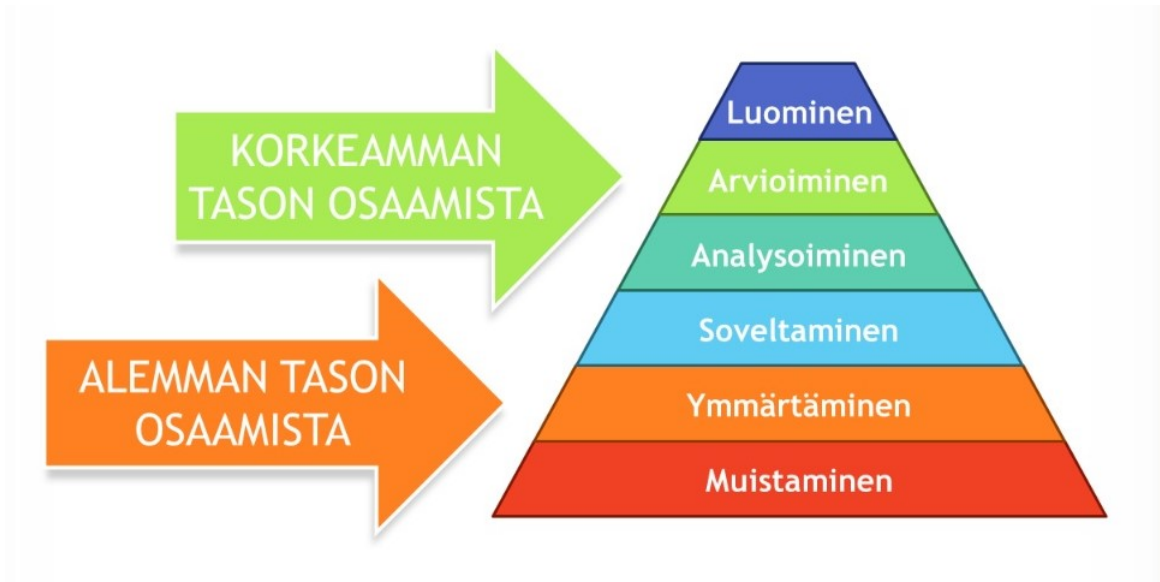 KORKEAMMAN
TASON OSAAMISTA
ALEMMAN TASON
OSAAMISTA
Luominen
Arvioiminen
Analysoiminen
Soveltaminen
Ymmärtäminen
Muistaminen